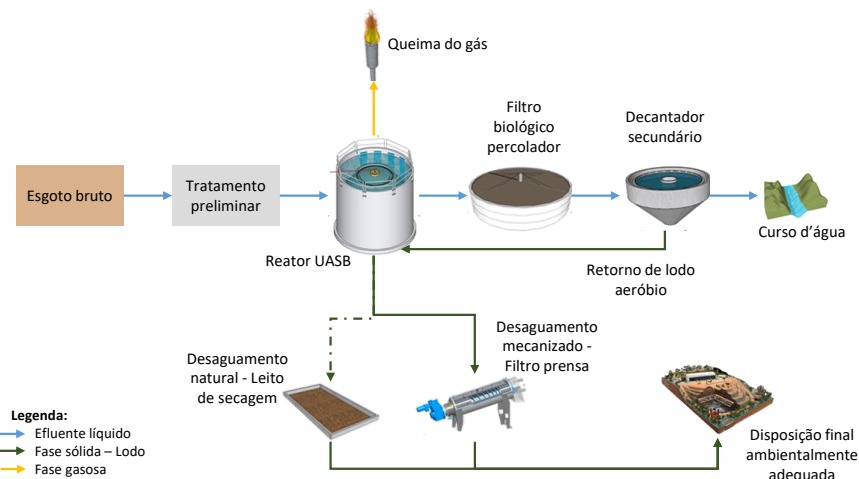 Queima do gás
Filtro
biológico
percolador
Decantador
secundário
Esgoto bruto
Tratamento
preliminar
Curso d’água
Reator UASB
Retorno de lodo
aeróbio
Desaguamento
mecanizado -
Filtro prensa
Desaguamento
natural - Leito
de secagem
Legenda:
Efluente líquido
Fase sólida – Lodo
Fase gasosa
Disposição final
ambientalmente
adequada